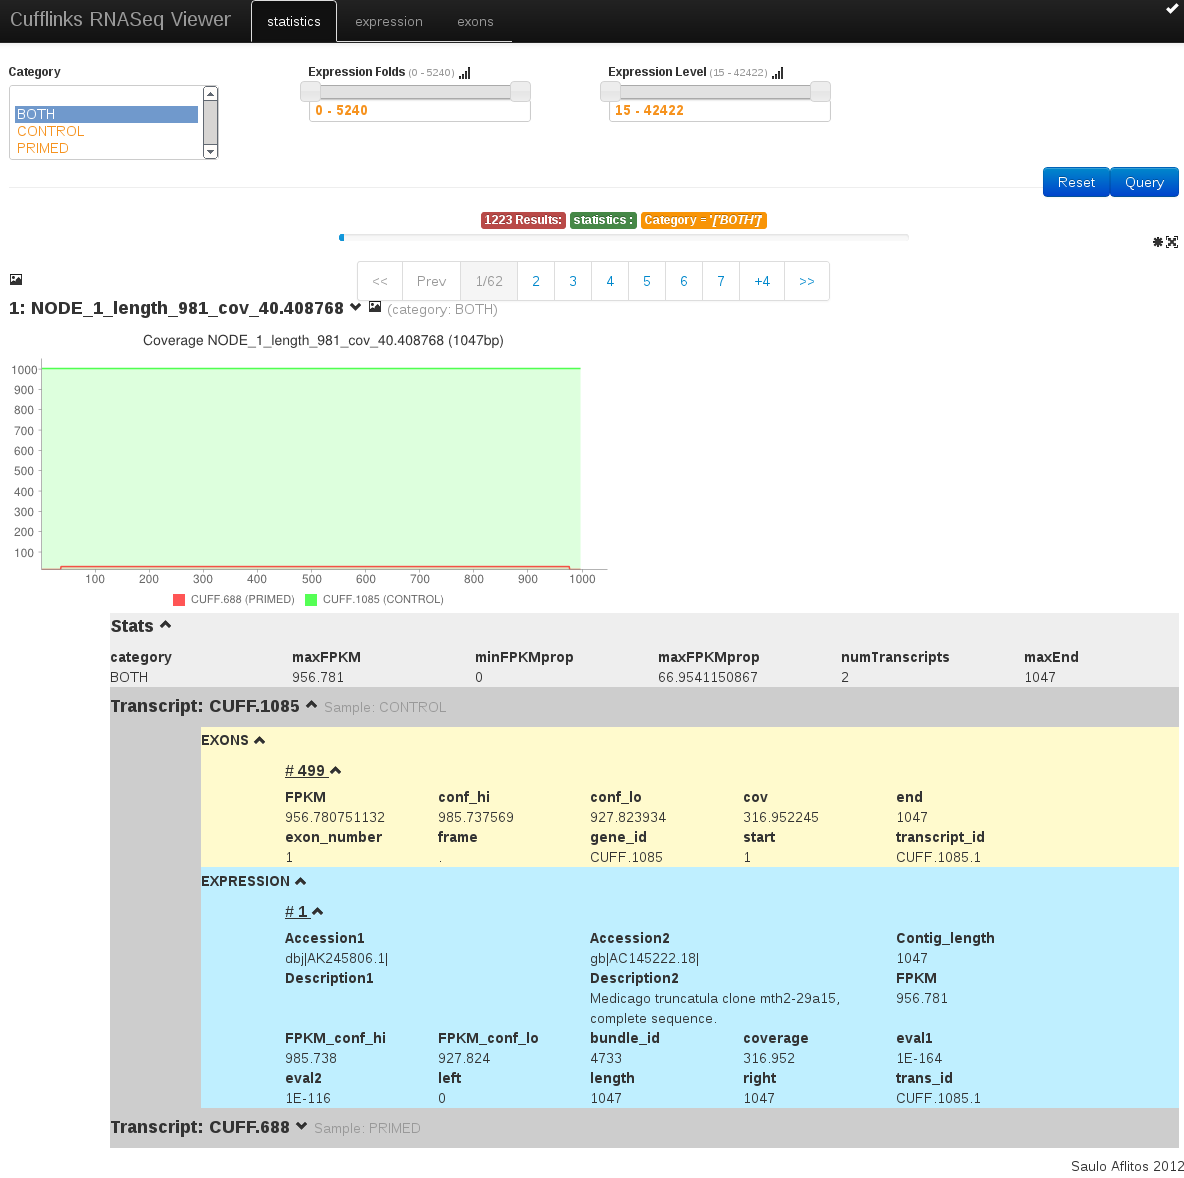 Cufflinks RNASeq Viewer statistics expression exons
Category Expression Folds (0 - 5240) Expression Level (15 - 42422)
BOTH
CONTROL
PRIMED
0 - 5240 15 - 42422
Reset Query
1223 Results: statistics : Category = '['BOTH']'
<< Prev 1/62 2 3 4 5 6 7 +4 >>
1: NODE_1_length_981_cov_40.408768 (category: BOTH)
Coverage NODE_1_length_981_cov_40.408768 (1047bp)
1000
900
800
700
600
500
400
300
200
100
100 200 300 400 500 600 700 800 900 1000
CUFF.688 (PRIMED) CUFF.1085 (CONTROL)
Stats
category maxFPKM minFPKMprop maxFPKMprop numTranscripts maxEnd
BOTH 956.781 0 66.9541150867 2 1047
Transcript: CUFF.1085 Sample: CONTROL
EXONS
# 499
FPKM conf_hi conf_lo cov end
956.780751132 985.737569 927.823934 316.952245 1047
exon_number frame gene_id start transcript_id
1 . CUFF.1085 1 CUFF.1085.1
EXPRESSION
# 1
Accession1 Accession2 Contig_length
dbj|AK245806.1| gb|AC145222.18| 1047
Description1 Description2 FPKM
Medicago truncatula clone mth2-29a15, 956.781
complete sequence.
FPKM_conf_hi FPKM_conf_lo bundle_id coverage eval1
985.738 927.824 4733 316.952 1E-164
eval2 left length right trans_id
1E-116 0 1047 1047 CUFF.1085.1
Transcript: CUFF.688 Sample: PRIMED
Saulo Aflitos 2012